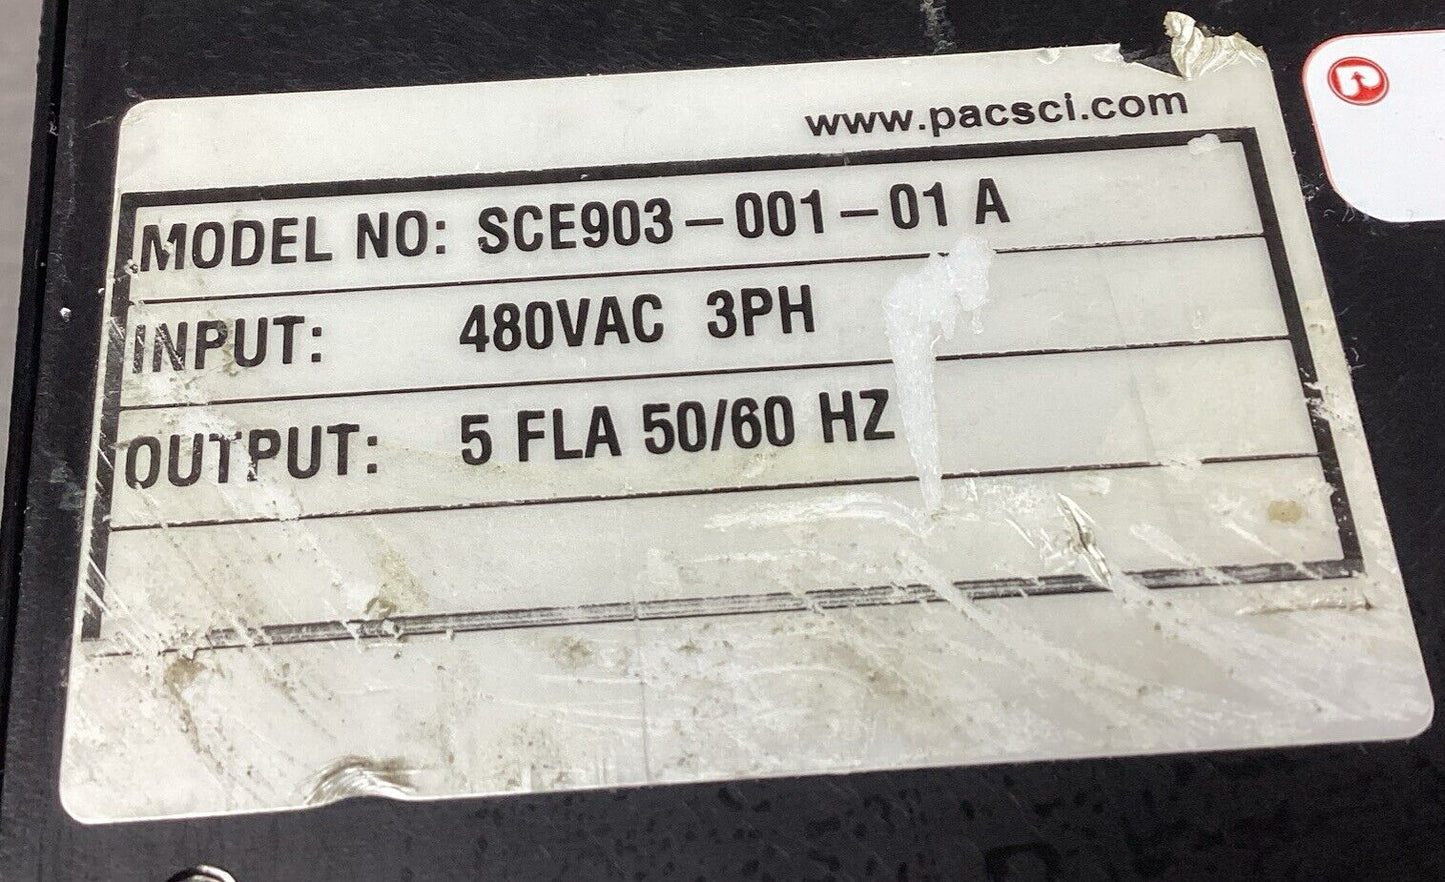 www.pacsci.com
MODEL NO: SCE903-001-01 A
INPUT: 480VAC 3PH
OUTPUT: 5 FLA 50/60 HZ